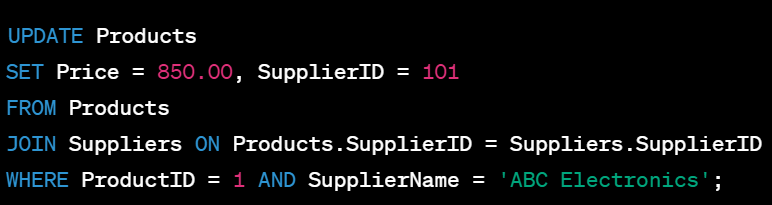 UPDATE Products
SET Price = 850.00, SupplierID = 101
FROM Products
JOIN Suppliers ON Products.SupplierID = Suppliers.SupplierID
WHERE ProductID = 1 AND SupplierName = 'ABC Electronics';